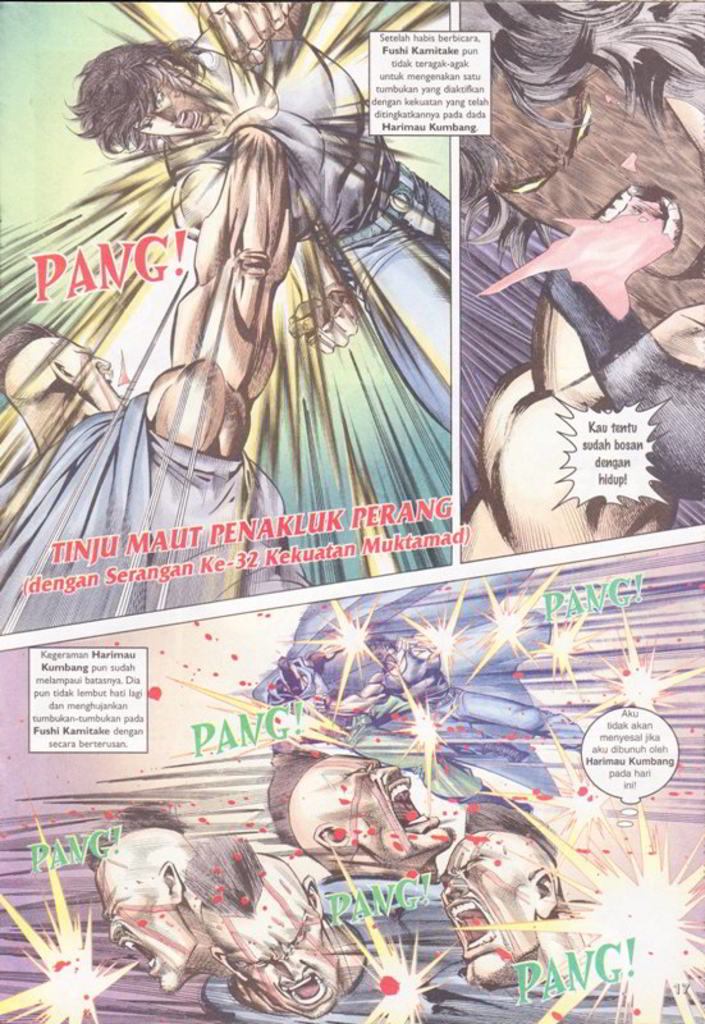 Setelah habis berbicara,
Fushi Kamitake pun
tidak teragak-agak
untuk mengenakan satu
tumbukan yang diaktifkan
dengan kekuatan yang telah
ditingkatkannya pada dada
Harimau Kumbang.
PANG!
Kau tentu
sudah bosan
dengan
hidup!
TINJU MAUT PENAKLUK PERANG
(dengan Serangan Ke-32 Kekuatan Muktamad)
Kegeraman Harimau
Kumbang pun sudah
melampaui batasnya. Dia
pun tidak lembut hati lagi
dan menghujankan
tumbukan-tumbukan pada
Fushi Kamitake dengan
secara berterusan.
PANG!
PANG!
Aku
tidak akan
menyesal jika
aku dibunuh oleh
Harimau Kumbang
pada hari
ini!
PANG!
PANG!
PANG!
17